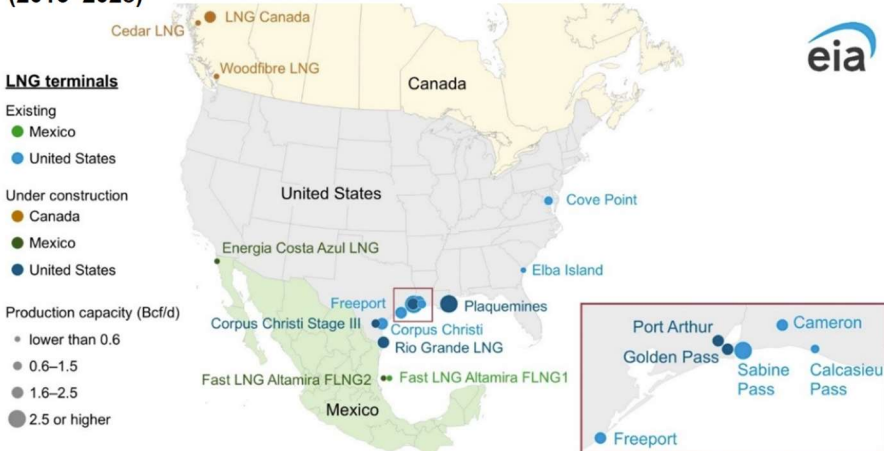 LNG Canada
Cedar LNG
Woodfibre LNG
Canada
eia
LNG terminals
Existing
Mexico
United States
Under construction
Canada
Mexico
United States
Production capacity (Bcf/d)
lower than 0.6
0.6–1.5
1.6–2.5
2.5 or higher
United States
Cove Point
Energia Costa Azul LNG
Elba Island
Freeport
Plaquemines
Corpus Christi Stage III
Corpus Christi
Rio Grande LNG
Fast LNG Altamira FLNG2
Fast LNG Altamira FLNG1
Mexico
Port Arthur
Cameron
Golden Pass
Sabine
Pass
Calcasieu
Pass
Freeport